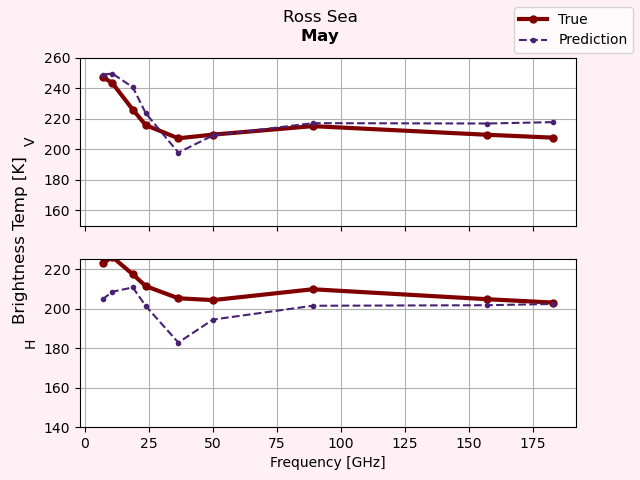 Ross Sea
May
True
Prediction
260
240
220
200
180
160
V
Brightness Temp [K]
220
200
180
160
140
H
0 25 50 75 100 125 150 175
Frequency [GHz]